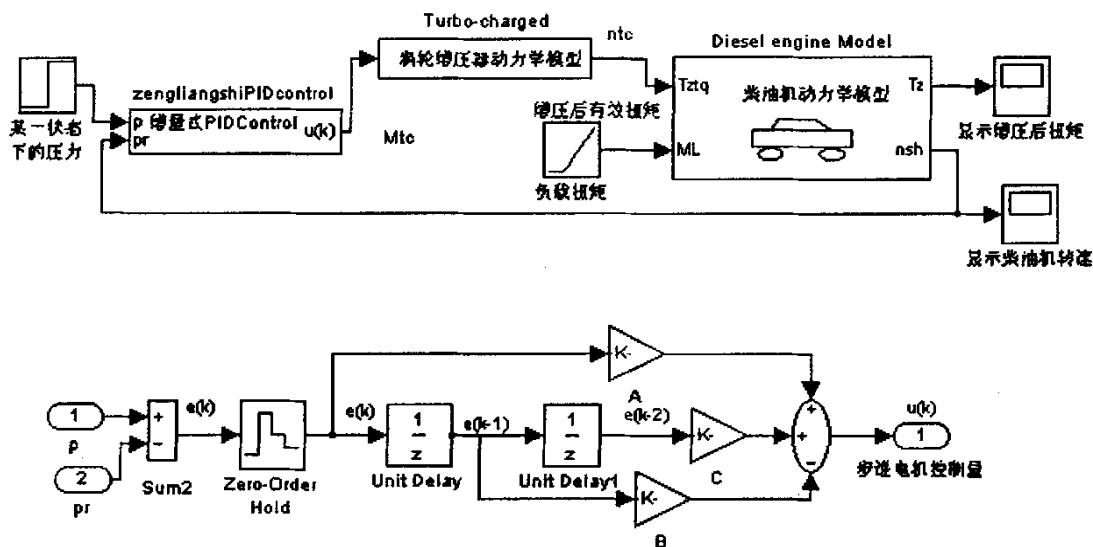 Turbo-charged
涡轮增压器动力学模型
ntc
Diesel engine Model
Tztq
柴油机动力学模型
Tz
ML
nsh
zengliangshiPIDcontrol
p 增量式PIDControl u(k)
pr
某一状态
下的压力
Mtc
增压后有效扭矩
负载扭矩
显示增压后扭矩
显示柴油机转速
K-
A
1
p
2
pr
+
−
Sum2
e(k)
Zero-Order
Hold
e(k)
1
z
Unit Delay
e(k-1)
1
z
Unit Delay1
e(k-2)
K-
C
K-
B
+
+
−
u(k)
1
步进电机控制量